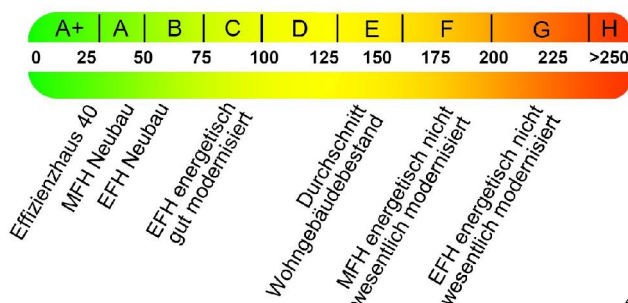 A+ A B C D E F G H
0 25 50 75 100 125 150 175 200 225 >250
Effizienzhaus 40
MFH Neubau
EFH Neubau
EFH energetisch
gut modernisiert
Durchschnitt
Wohngebäudebestand
MFH energetisch nicht
wesentlich modernisiert
EFH energetisch nicht
wesentlich modernisiert